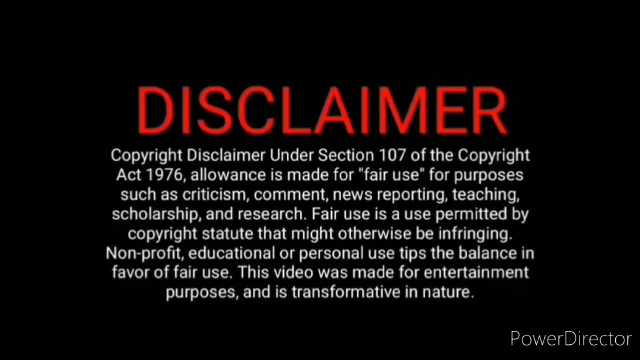 DISCLAIMER
Copyright Disclaimer Under Section 107 of the Copyright
Act 1976, allowance is made for "fair use" for purposes
such as criticism, comment, news reporting, teaching,
scholarship, and research. Fair use is a use permitted by
copyright statute that might otherwise be infringing.
Non-profit, educational or personal use tips the balance in
favor of fair use. This video was made for entertainment
purposes, and is transformative in nature.
PowerDirector